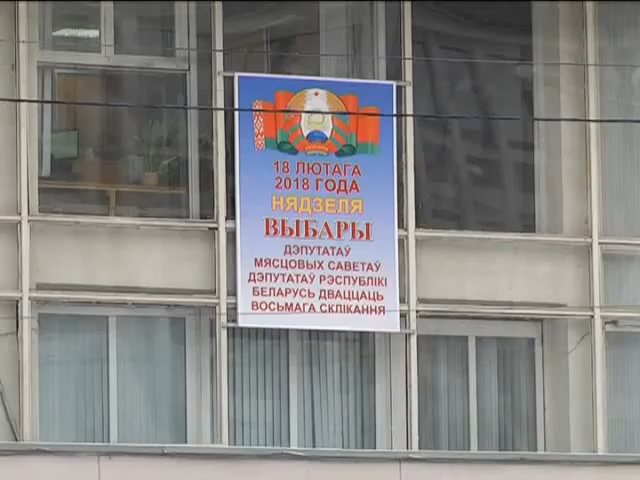 18 ЛЮТАГА
2018 ГОДА
НЯДЗЕЛЯ
ВЫБАРЫ
ДЭПУТАТАЎ
МЯСЦОВЫХ САВЕТАЎ
ДЭПУТАТАЎ РЭСПУБЛІКІ
БЕЛАРУСЬ ДВАЦЦАЦЬ
ВОСЬМАГА СКЛІКАННЯ